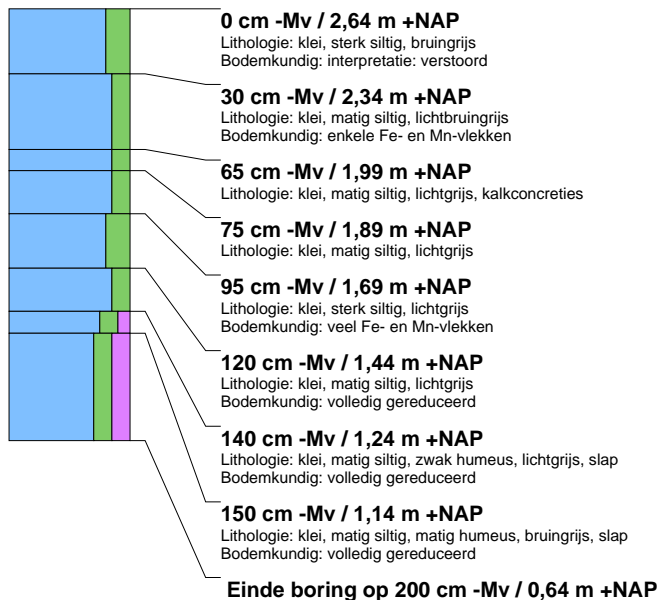 0 cm -Mv / 2,64 m +NAP
Lithologie: klei, sterk siltig, bruingrijs
Bodemkundig: interpretatie: verstoord
30 cm -Mv / 2,34 m +NAP
Lithologie: klei, matig siltig, lichtbruingrijs
Bodemkundig: enkele Fe- en Mn-vlekken
65 cm -Mv / 1,99 m +NAP
Lithologie: klei, matig siltig, lichtgrijs, kalkconcreties
75 cm -Mv / 1,89 m +NAP
Lithologie: klei, matig siltig, lichtgrijs
95 cm -Mv / 1,69 m +NAP
Lithologie: klei, sterk siltig, lichtgrijs
Bodemkundig: veel Fe- en Mn-vlekken
120 cm -Mv / 1,44 m +NAP
Lithologie: klei, matig siltig, lichtgrijs
Bodemkundig: volledig gereduceerd
140 cm -Mv / 1,24 m +NAP
Lithologie: klei, matig siltig, zwak humeus, lichtgrijs, slap
Bodemkundig: volledig gereduceerd
150 cm -Mv / 1,14 m +NAP
Lithologie: klei, matig siltig, matig humeus, bruingrijs, slap
Bodemkundig: volledig gereduceerd
Einde boring op 200 cm -Mv / 0,64 m +NAP